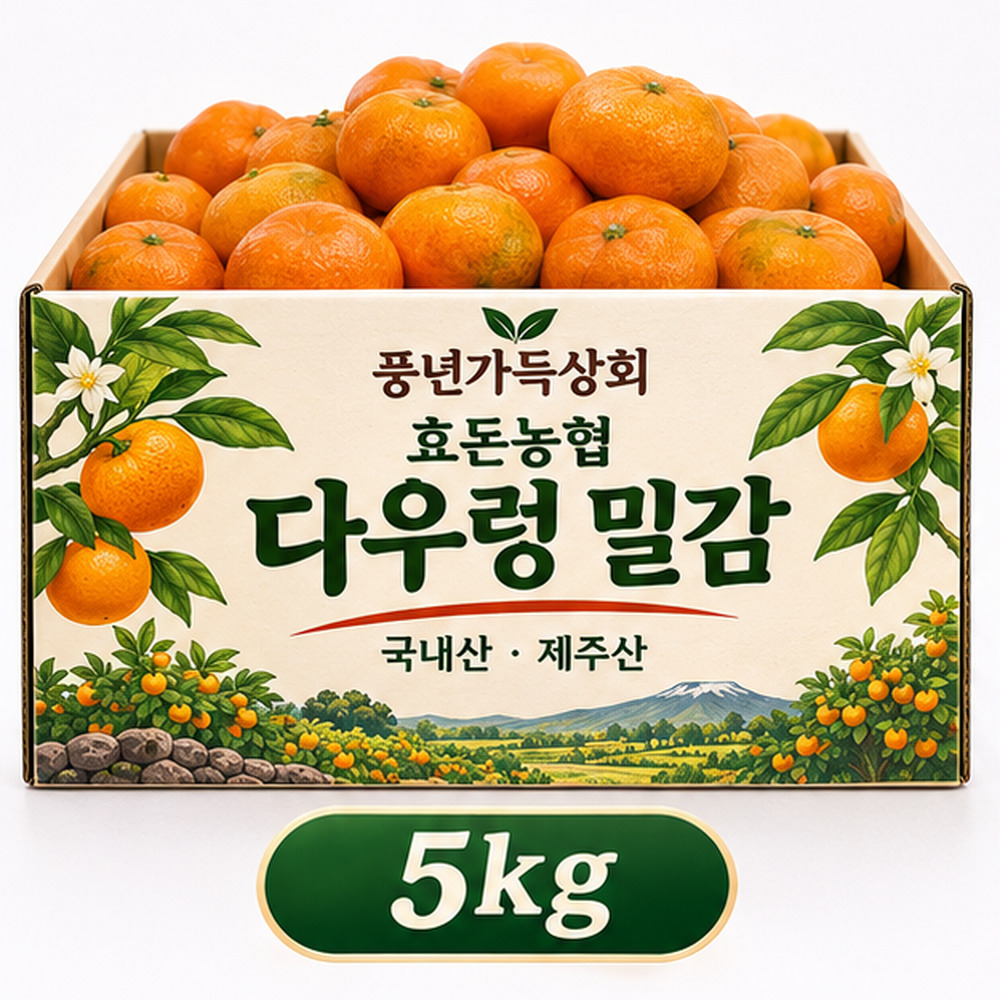 풍년가득상회
효돈농협
다우렁 밀감
국내산 · 제주산
5kg